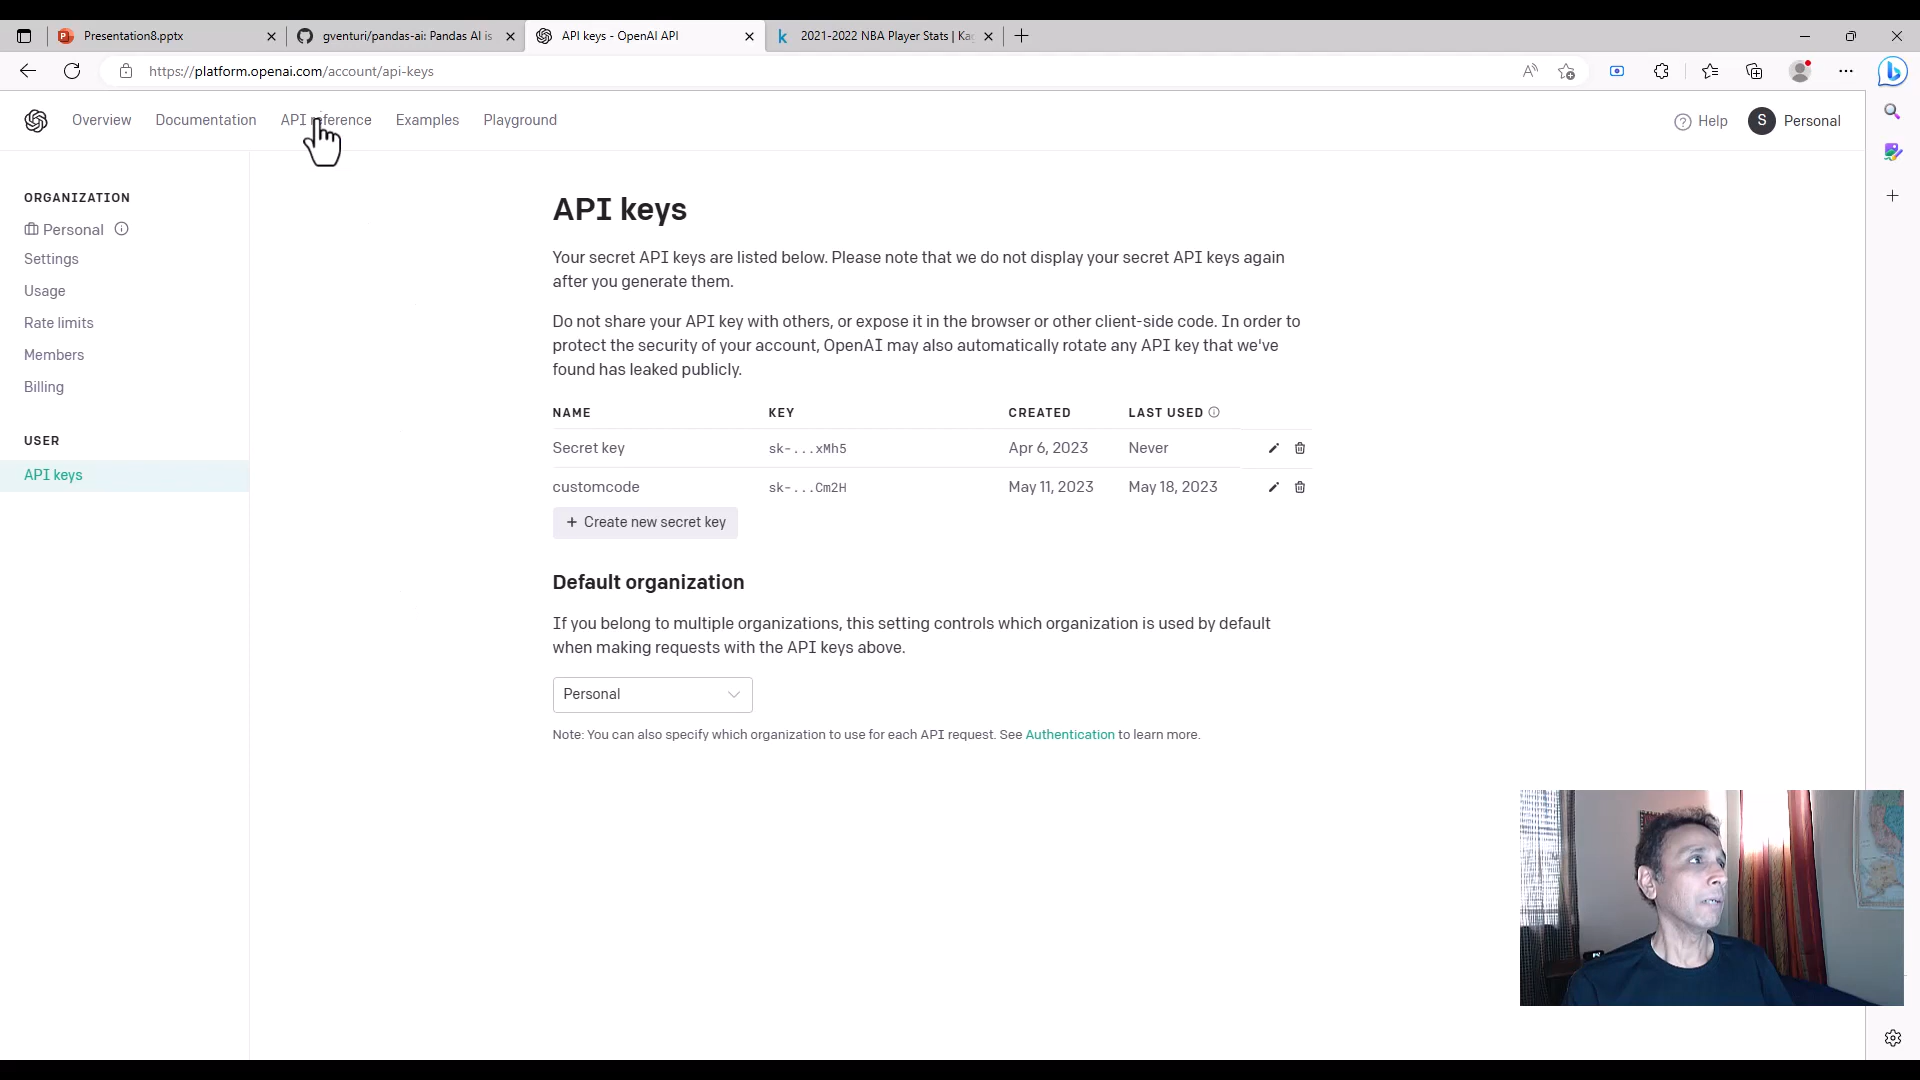 Presentation8.pptx
gventuri/pandas-ai: Pandas AI is
API keys - OpenAI API
2021-2022 NBA Player Stats | Kag
https://platform.openai.com/account/api-keys
Overview
Documentation
API reference
Examples
Playground
Help
S
Personal
ORGANIZATION
Personal
Settings
Usage
Rate limits
Members
Billing
USER
API keys
API keys
Your secret API keys are listed below. Please note that we do not display your secret API keys again
after you generate them.
Do not share your API key with others, or expose it in the browser or other client-side code. In order to
protect the security of your account, OpenAI may also automatically rotate any API key that we've
found has leaked publicly.
NAME KEY CREATED LAST USED
Secret key sk-...xMh5 Apr 6, 2023 Never
customcode sk-...Cm2H May 11, 2023 May 18, 2023
+ Create new secret key
Default organization
If you belong to multiple organizations, this setting controls which organization is used by default
when making requests with the API keys above.
Personal
Note: You can also specify which organization to use for each API request. See Authentication to learn more.